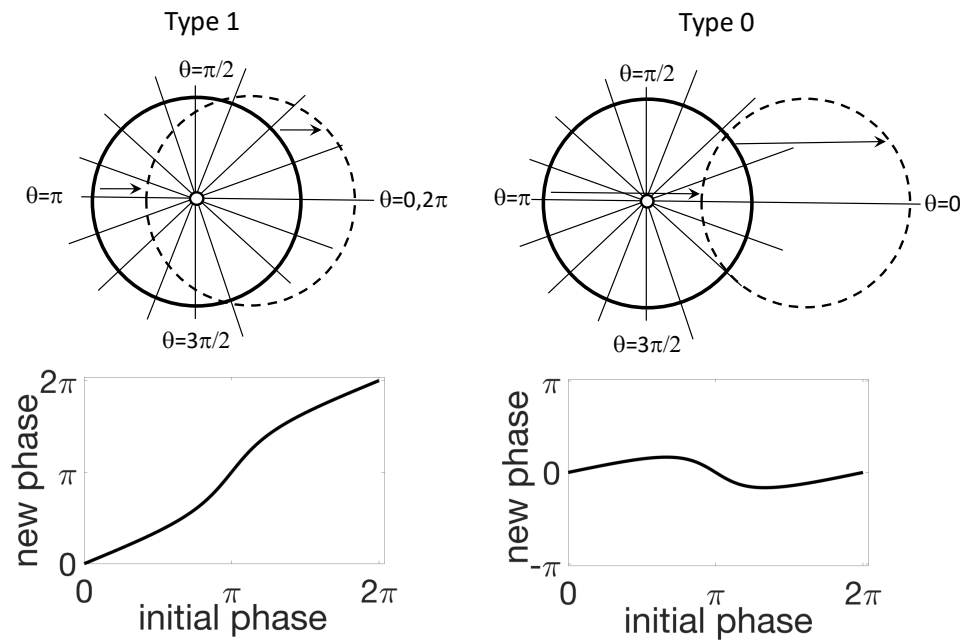 Type 1
θ=π/2
θ=π
θ=0,2π
θ=3π/2
2π
π
0
new phase
0
π
2π
initial phase
Type 0
θ=π/2
θ=π
θ=0
θ=3π/2
π
0
-π
new phase
0
π
2π
initial phase